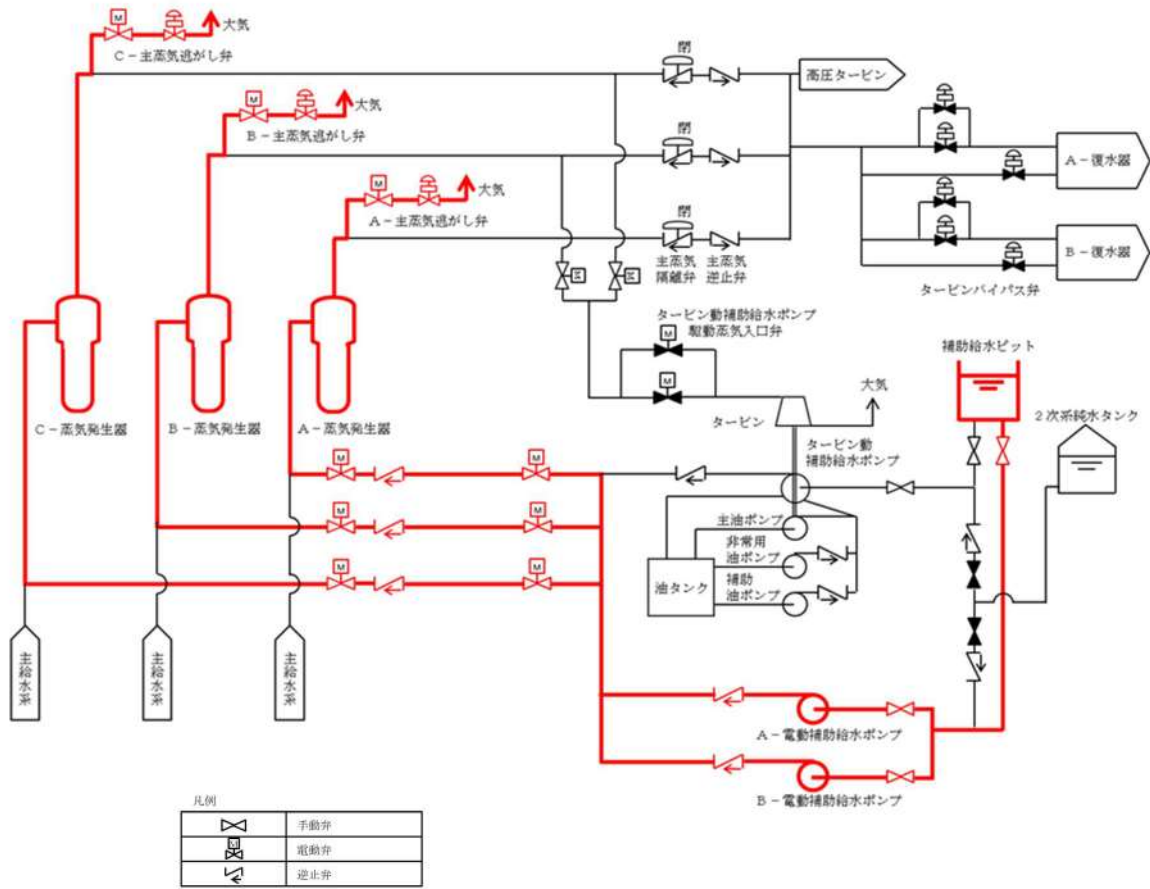 M
大気
C－主蒸気逃がし弁
閉
高圧タービン
M
大気
B－主蒸気逃がし弁
閉
A－復水器
M
大気
A－主蒸気逃がし弁
閉
主蒸気
隔離弁
主蒸気
逆止弁
B－復水器
タービンバイパス弁
M
M
タービン動補助給水ポンプ
駆動蒸気入口弁
M
M
補助給水ピット
大気
2次系純水タンク
タービン
C－蒸気発生器
B－蒸気発生器
A－蒸気発生器
タービン動
補助給水ポンプ
M
M
M
M
M
M
主油ポンプ
非常用
油ポンプ
補助
油ポンプ
油タンク
主給水系
主給水系
主給水系
A－電動補助給水ポンプ
B－電動補助給水ポンプ
凡例
手動弁
M
電動弁
逆止弁